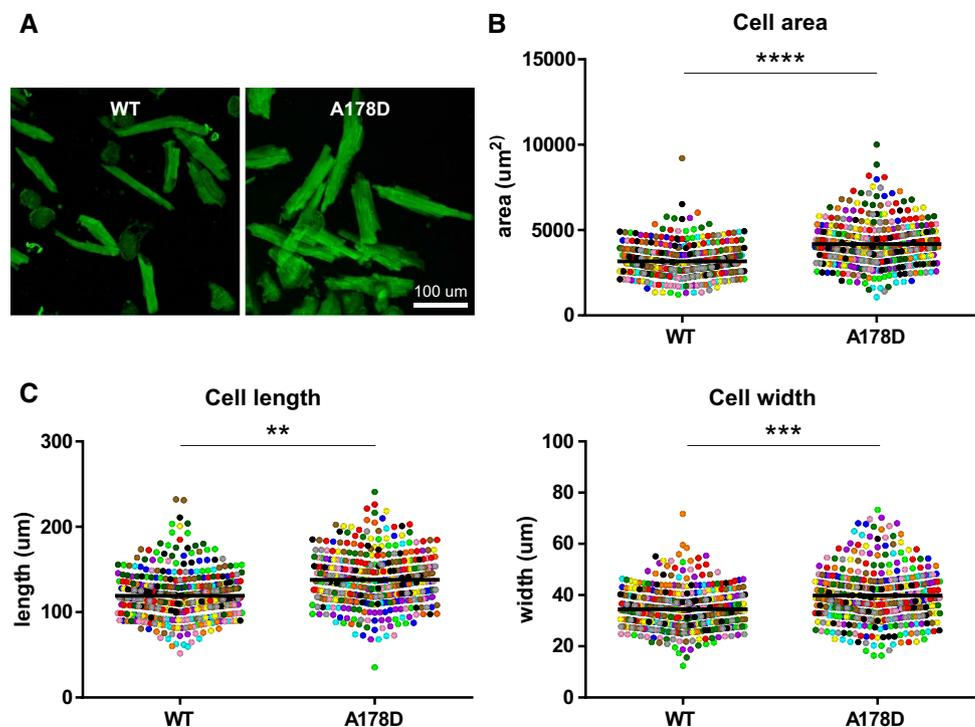 A
WT
A178D
100 um
B
Cell area
****
area (um²)
15000
10000
5000
0
WT
A178D
C
Cell length
**
length (um)
300
200
100
0
WT
A178D
Cell width
***
width (um)
100
80
60
40
20
0
WT
A178D